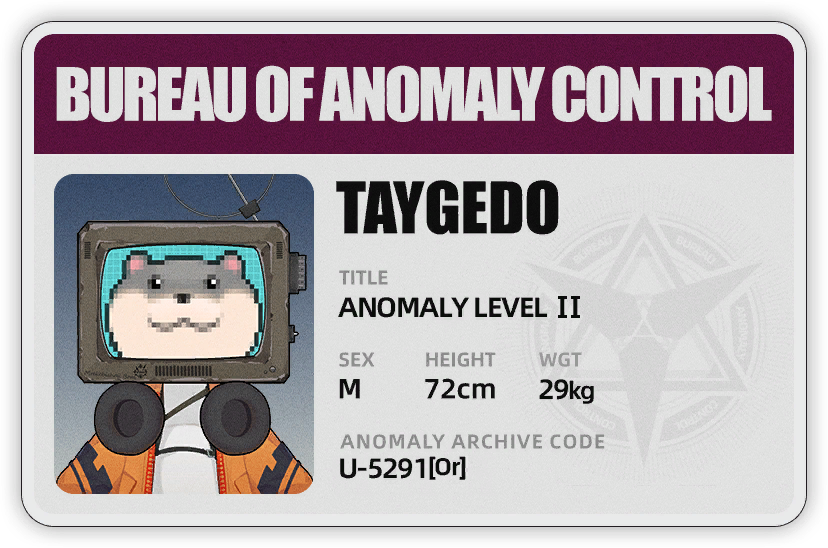 BUREAU OF ANOMALY CONTROL
TAYGEDO
TITLE
ANOMALY LEVEL II
SEX HEIGHT WGT
M 72cm 29kg
ANOMALY ARCHIVE CODE
U-5291[Or]